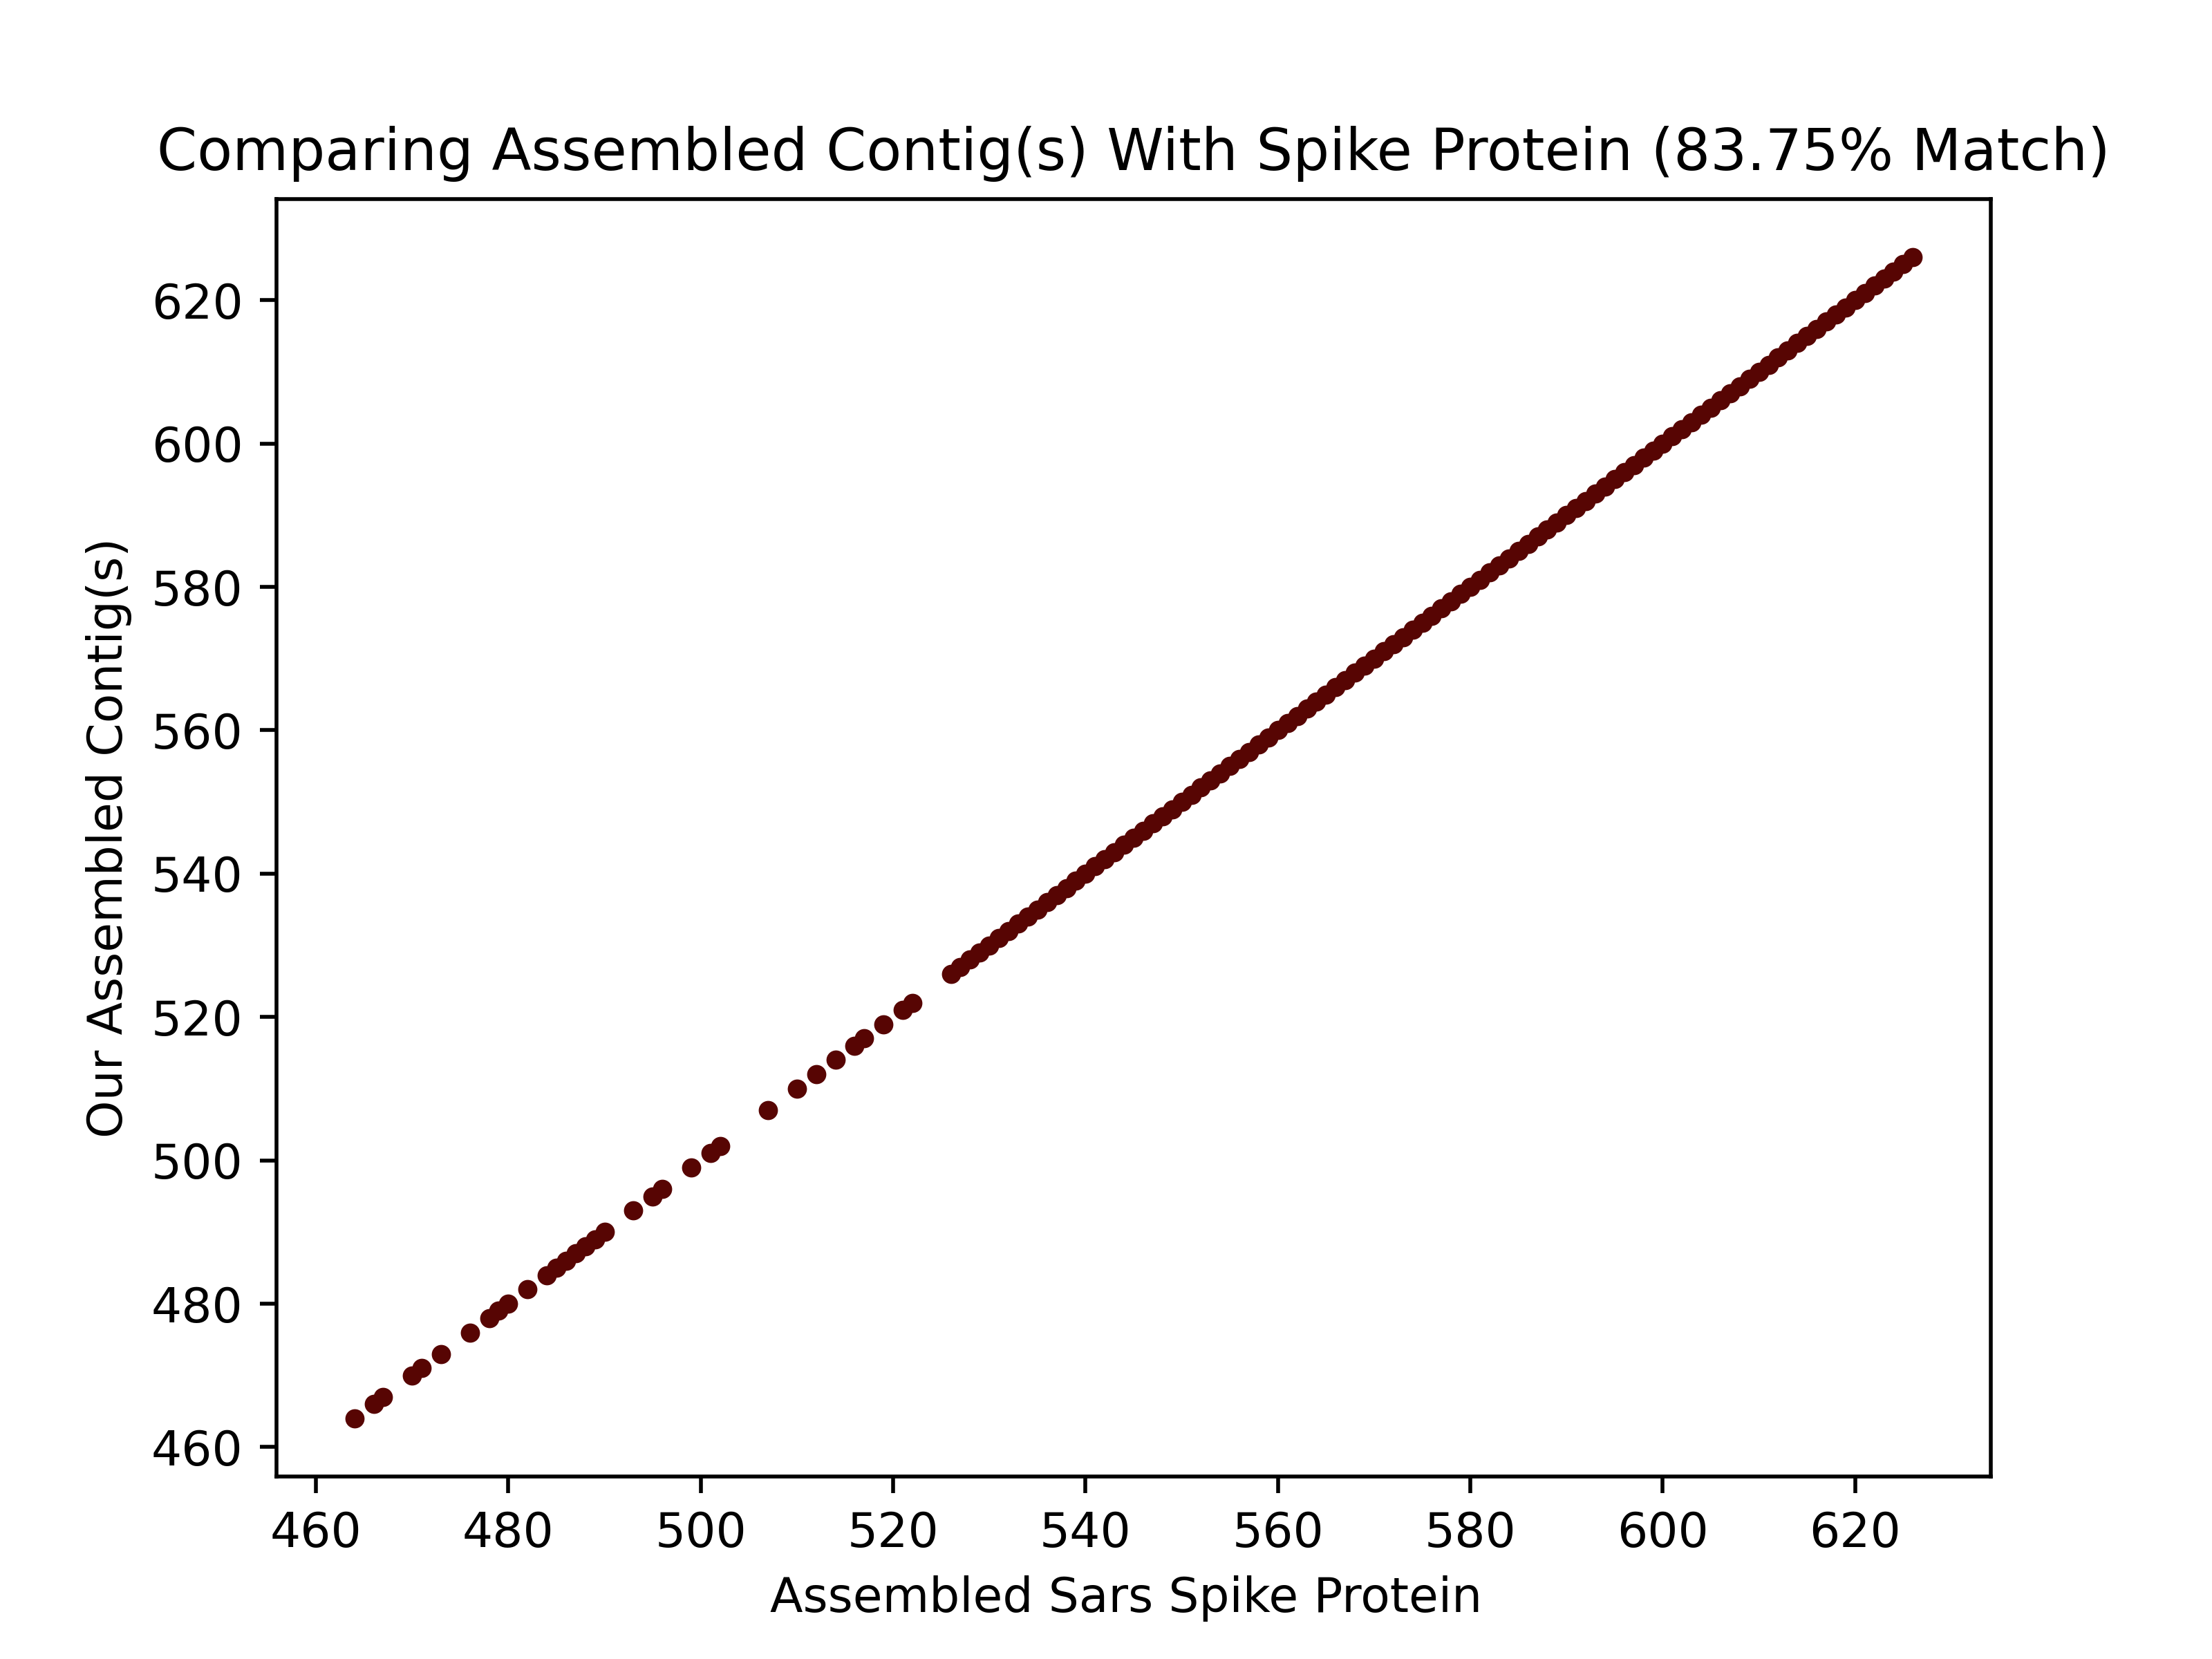 Comparing Assembled Contig(s) With Spike Protein (83.75% Match)
Our Assembled Contig(s)
620
600
580
560
540
520
500
480
460
460 480 500 520 540 560 580 600 620
Assembled Sars Spike Protein